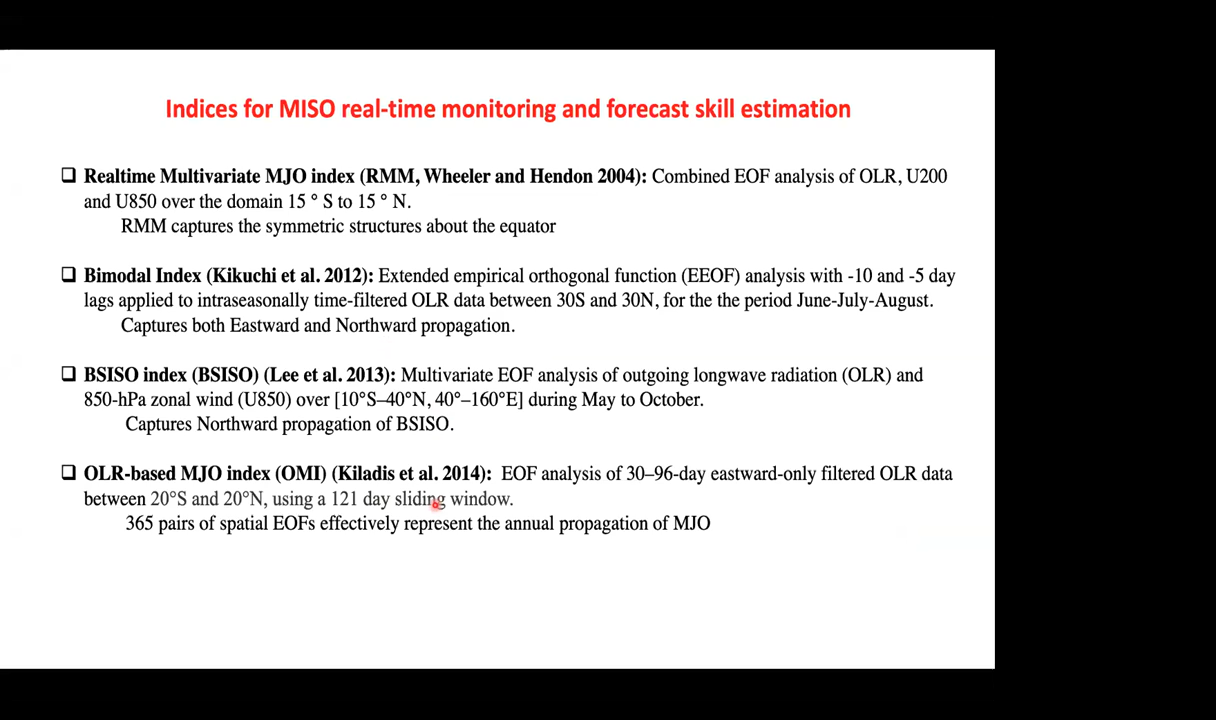 Indices for MISO real-time monitoring and forecast skill estimation
❑ Realtime Multivariate MJO index (RMM, Wheeler and Hendon 2004): Combined EOF analysis of OLR, U200
and U850 over the domain 15 ° S to 15 ° N.
RMM captures the symmetric structures about the equator
❑ Bimodal Index (Kikuchi et al. 2012): Extended empirical orthogonal function (EEOF) analysis with -10 and -5 day
lags applied to intraseasonally time-filtered OLR data between 30S and 30N, for the the period June-July-August.
Captures both Eastward and Northward propagation.
❑ BSISO index (BSISO) (Lee et al. 2013): Multivariate EOF analysis of outgoing longwave radiation (OLR) and
850-hPa zonal wind (U850) over [10°S–40°N, 40°–160°E] during May to October.
Captures Northward propagation of BSISO.
❑ OLR-based MJO index (OMI) (Kiladis et al. 2014): EOF analysis of 30–96-day eastward-only filtered OLR data
between 20°S and 20°N, using a 121 day sliding window.
365 pairs of spatial EOFs effectively represent the annual propagation of MJO